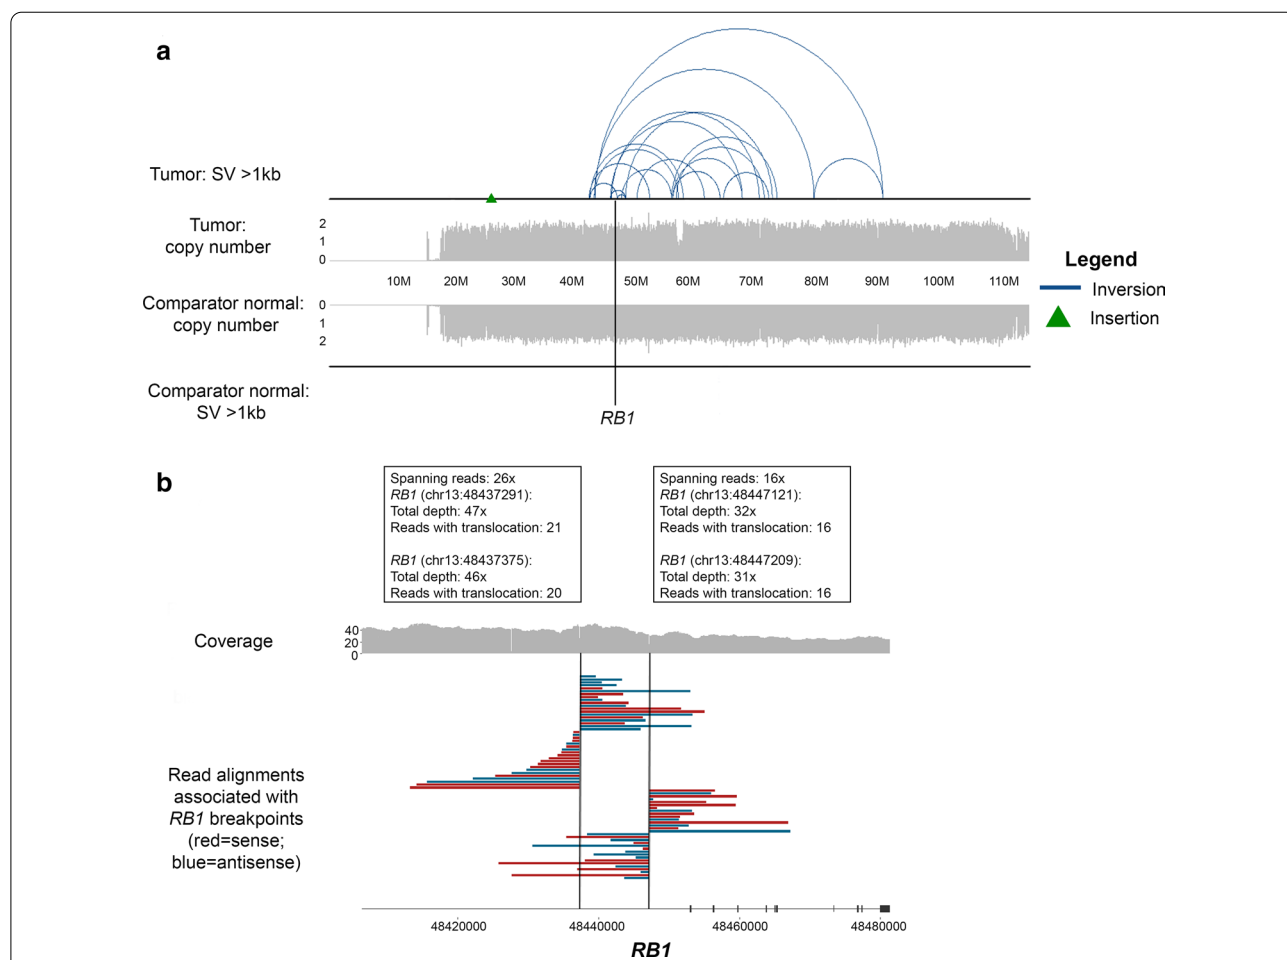 a
Tumor: SV >1kb
Tumor:
copy number
2
1
0
10M 20M 30M 40M 50M 60M 70M 80M 90M 100M 110M
Comparator normal:
copy number
0
1
2
Comparator normal:
SV >1kb
RB1
Legend
Inversion
Insertion
b
Spanning reads: 26x
RB1 (chr13:48437291):
Total depth: 47x
Reads with translocation: 21
RB1 (chr13:48437375):
Total depth: 46x
Reads with translocation: 20
Spanning reads: 16x
RB1 (chr13:48447121):
Total depth: 32x
Reads with translocation: 16
RB1 (chr13:48447209):
Total depth: 31x
Reads with translocation: 16
Coverage
40
20
0
Read alignments
associated with
RB1 breakpoints
(red=sense;
blue=antisense)
48420000 48440000 48460000 48480000
RB1